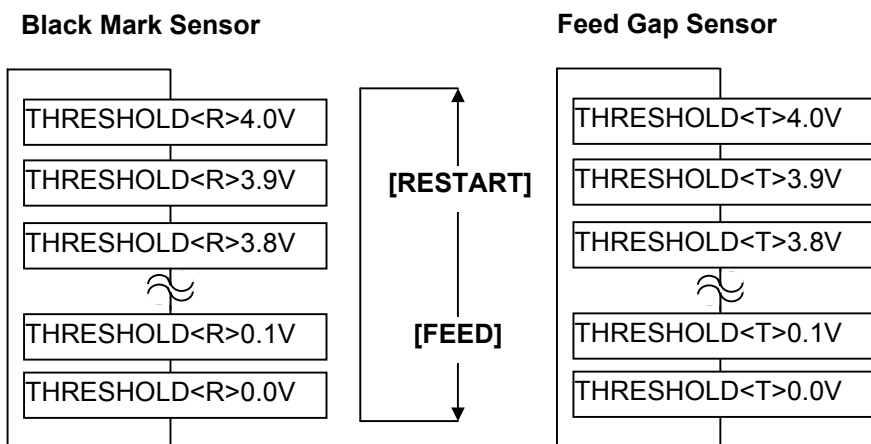 Black Mark Sensor
THRESHOLD<R>4.0V
THRESHOLD<R>3.9V
THRESHOLD<R>3.8V
THRESHOLD<R>0.1V
THRESHOLD<R>0.0V
[RESTART]
[FEED]
Feed Gap Sensor
THRESHOLD<T>4.0V
THRESHOLD<T>3.9V
THRESHOLD<T>3.8V
THRESHOLD<T>0.1V
THRESHOLD<T>0.0V